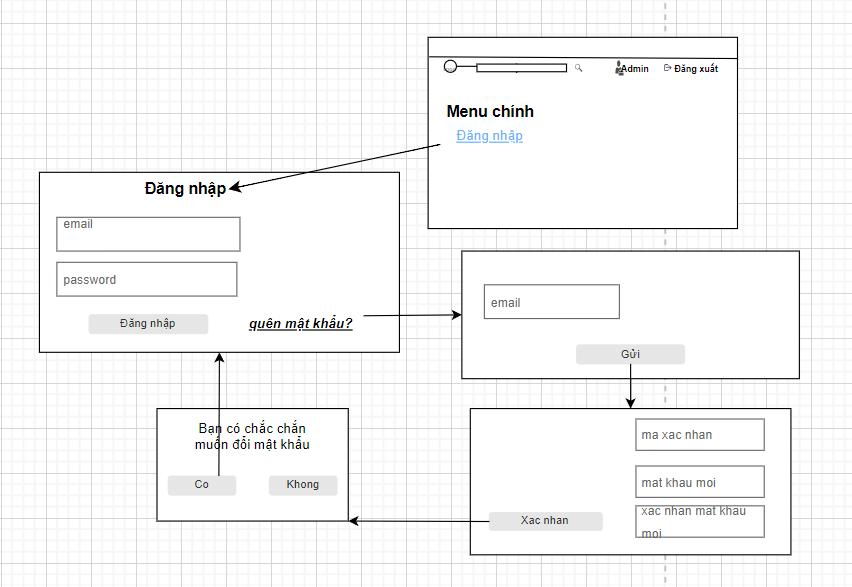 Admin
Đăng xuất
Menu chính
Đăng nhập
Đăng nhập
email
password
Đăng nhập
quên mật khẩu?
email
Gửi
Bạn có chắc chắn
muốn đổi mật khẩu
Co
Khong
ma xac nhan
mat khau moi
xac nhan mat khau
moi
Xac nhan